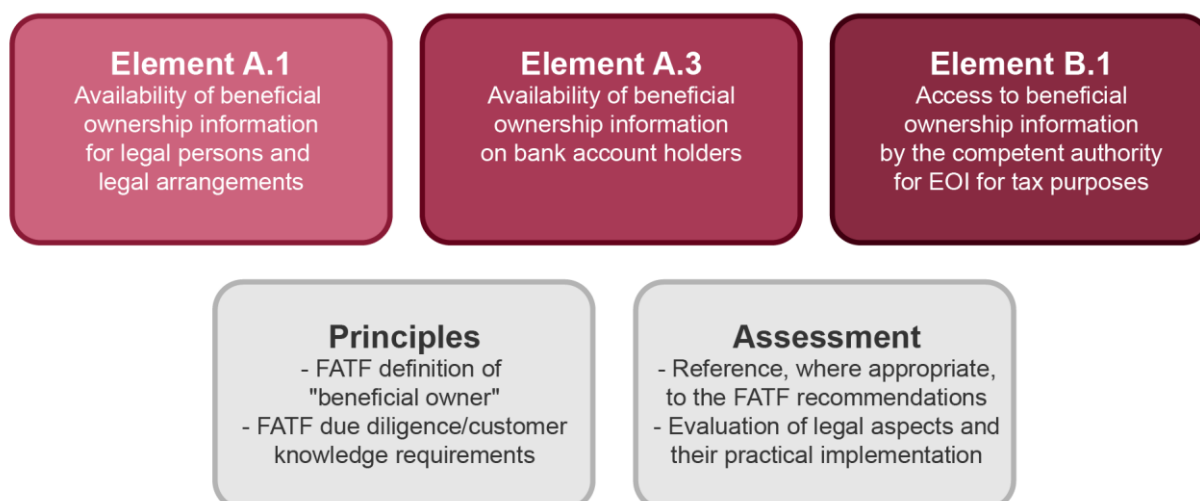 Element A.1
Availability of beneficial
ownership information
for legal persons and
legal arrangements
Element A.3
Availability of beneficial
ownership information
on bank account holders
Element B.1
Access to beneficial
ownership information
by the competent authority
for EOI for tax purposes
Principles
- FATF definition of
"beneficial owner"
- FATF due diligence/customer
knowledge requirements
Assessment
- Reference, where appropriate,
to the FATF recommendations
- Evaluation of legal aspects and
their practical implementation